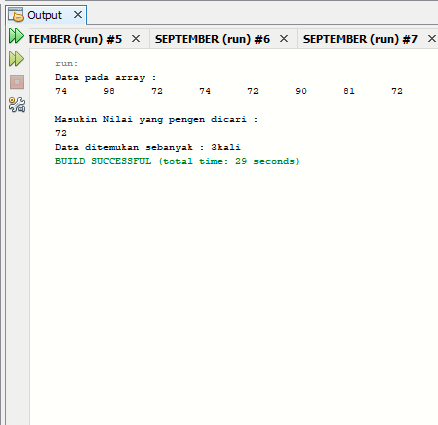 Output
TEMBER (run) #5 SEPTEMBER (run) #6 SEPTEMBER (run) #7
run:
Data pada array :
74 98 72 74 72 90 81 72
Masukin Nilai yang pengen dicari :
72
Data ditemukan sebanyak : 3kali
BUILD SUCCESSFUL (total time: 29 seconds)